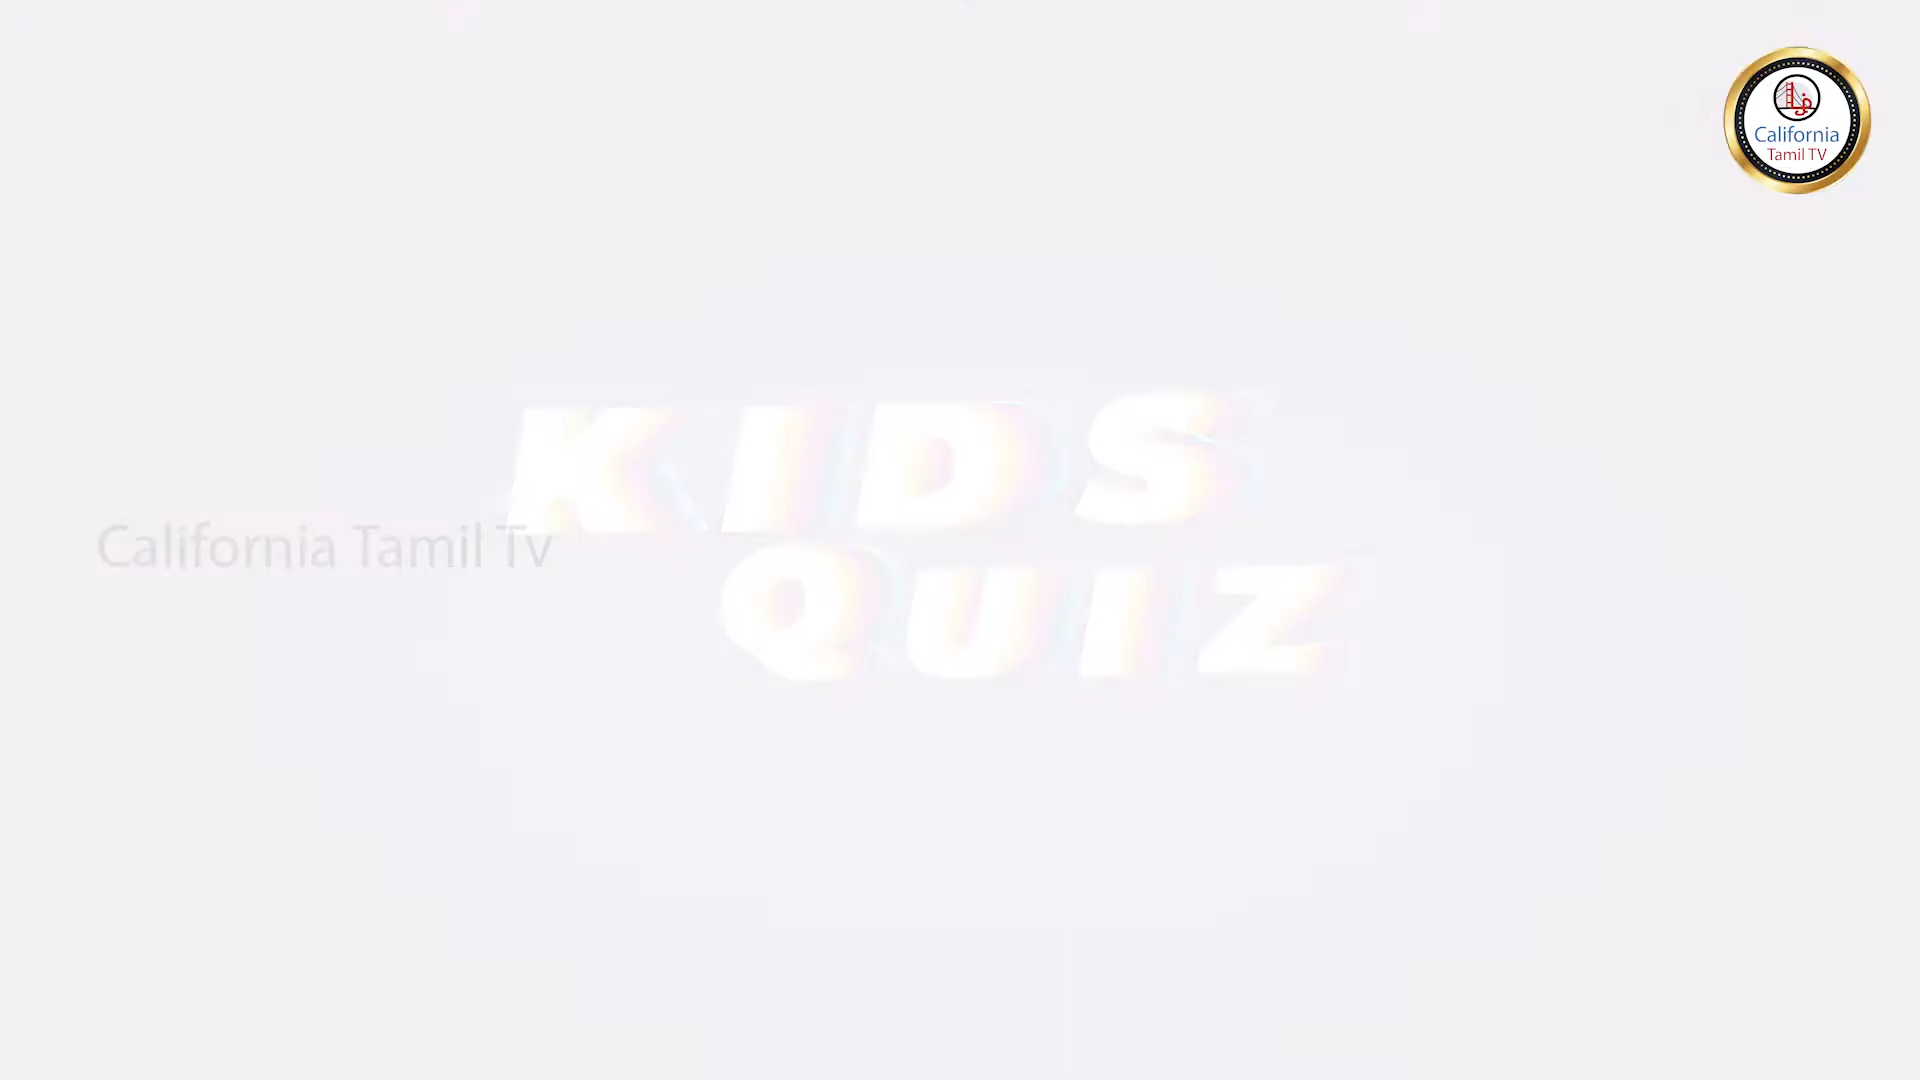 California
Tamil TV
KIDS
California Tamil Tv
QUIZ